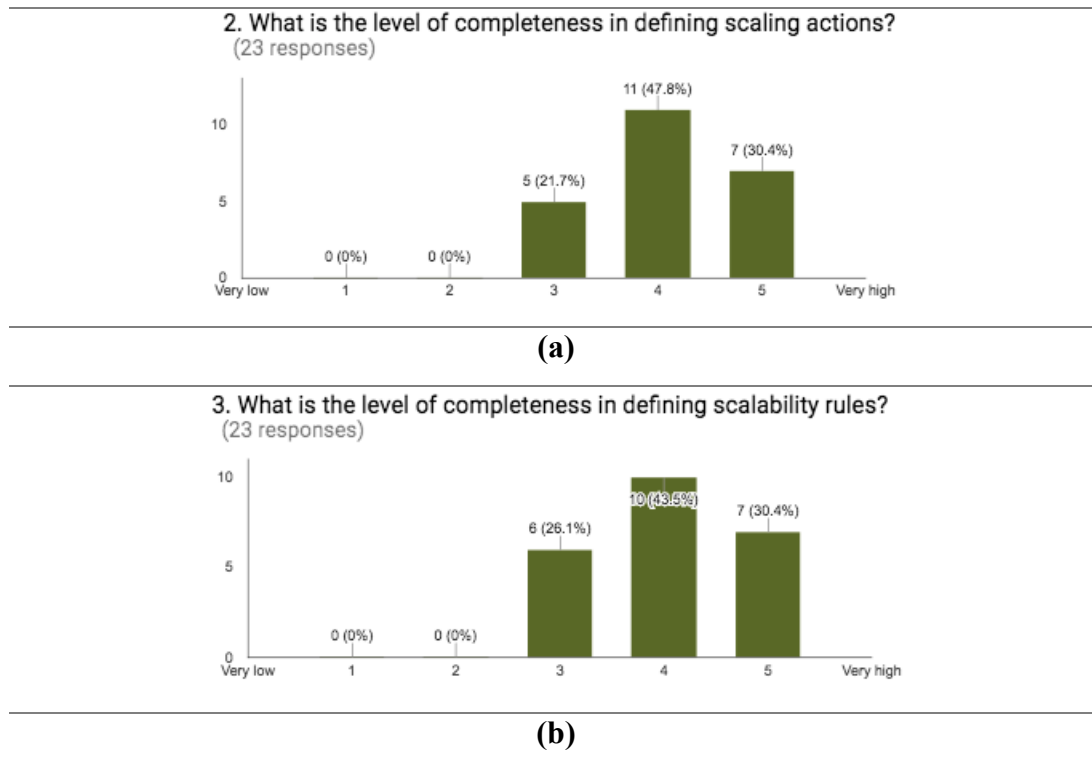 2. What is the level of completeness in defining scaling actions?
(23 responses)
11 (47.8%)
10
7 (30.4%)
5 (21.7%)
5
0 (0%)
0 (0%)
0
Very low
1
2
3
4
5
Very high
(a)
3. What is the level of completeness in defining scalability rules?
(23 responses)
10
10 (43.5%)
7 (30.4%)
6 (26.1%)
5
0 (0%)
0 (0%)
0
Very low
1
2
3
4
5
Very high
(b)